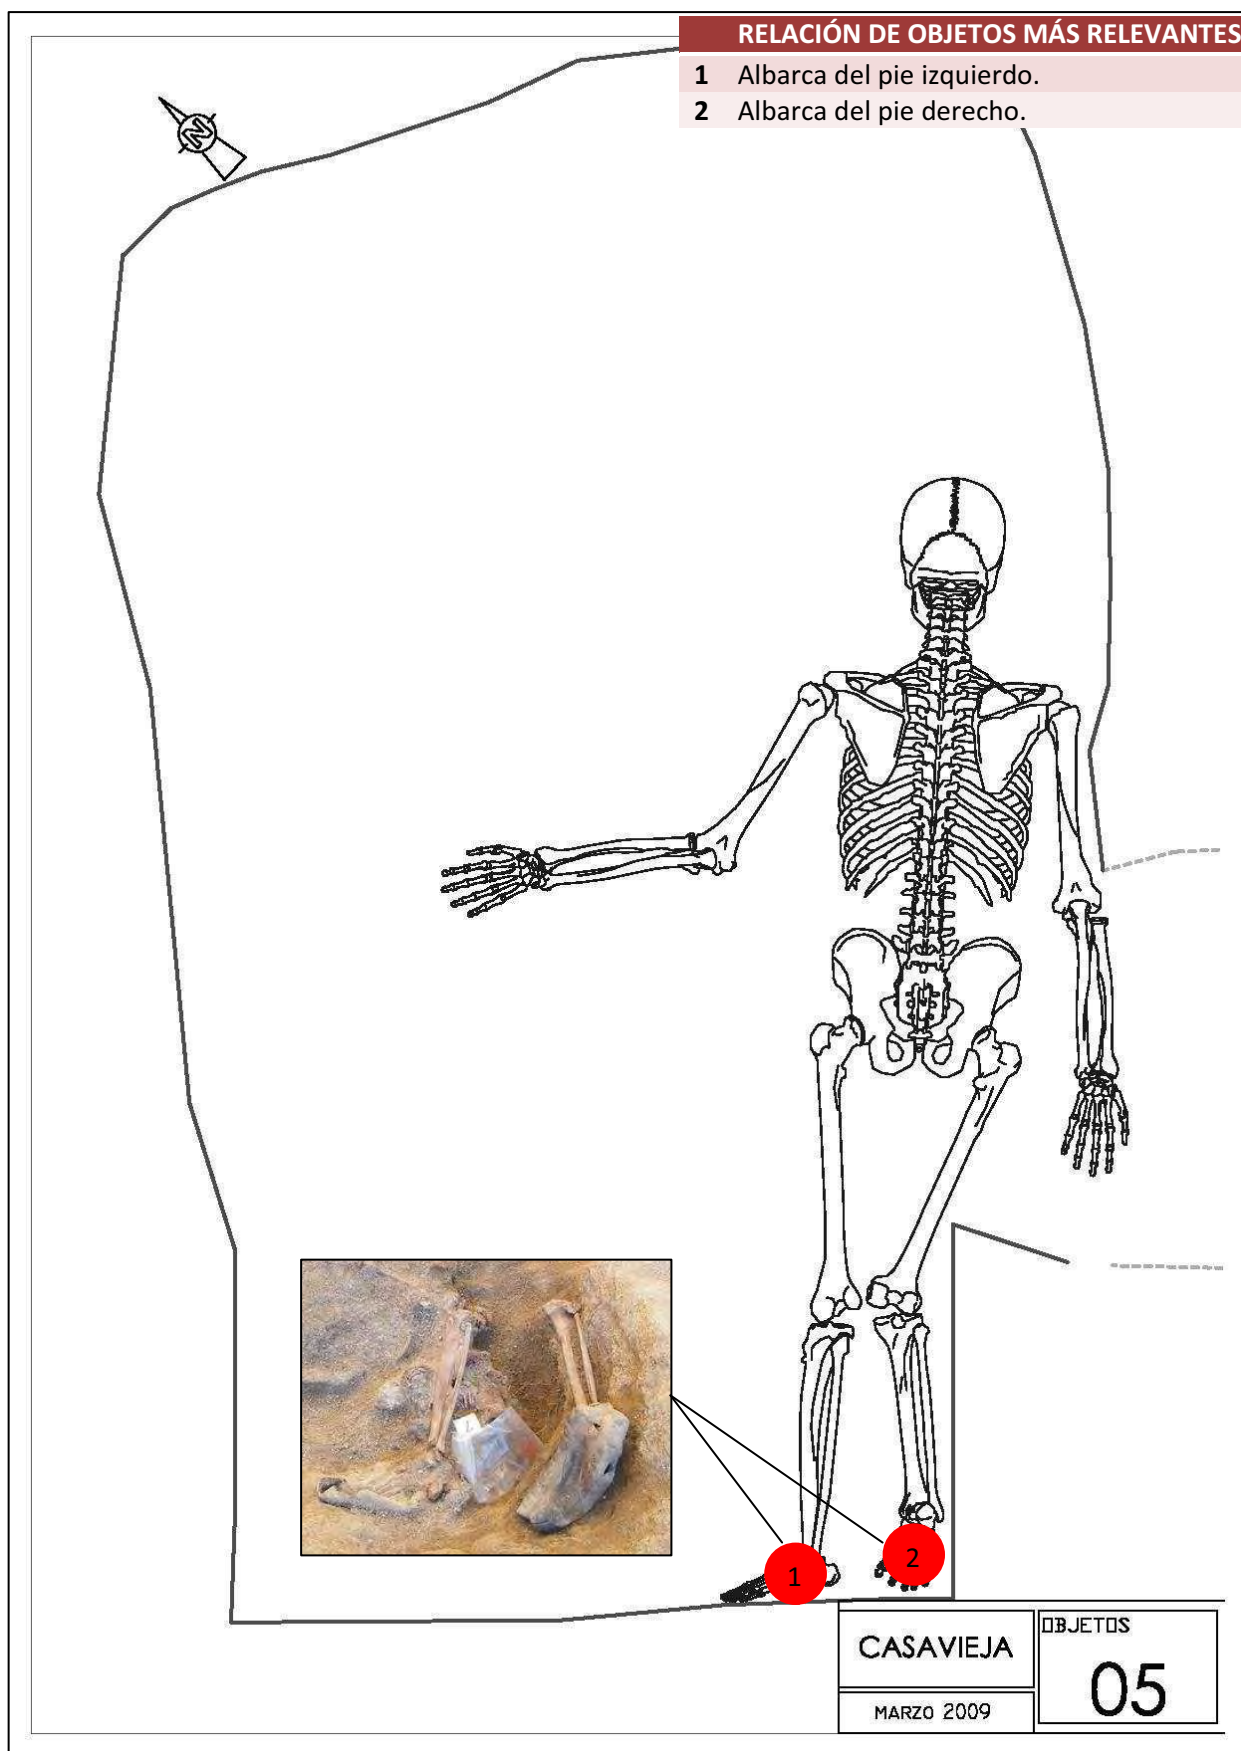 RELACIÓN DE OBJETOS MÁS RELEVANTES
1 Albarca del pie izquierdo.
2 Albarca del pie derecho.
N
1
2
CASAVIEJA
OBJETOS
05
MARZO 2009